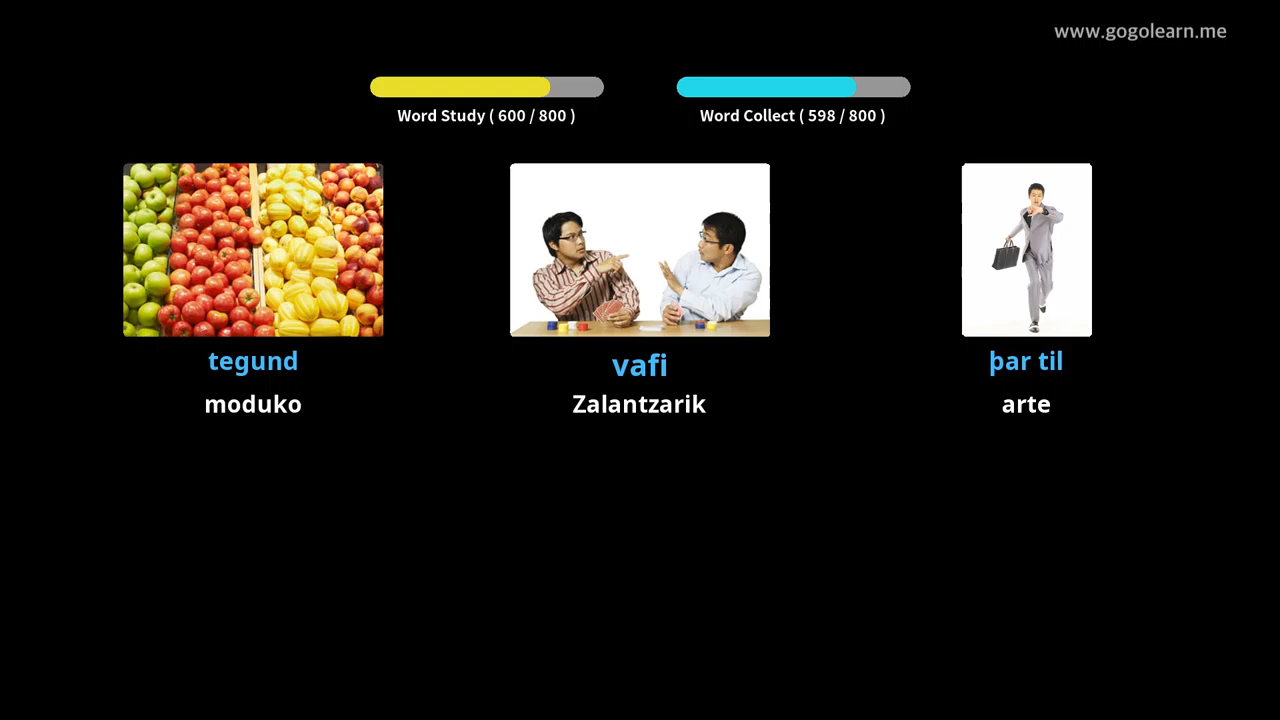 www.gogolearn.me
Word Study ( 600 / 800 )
Word Collect ( 598 / 800 )
tegund
vafi
þar til
moduko
Zalantzarik
arte